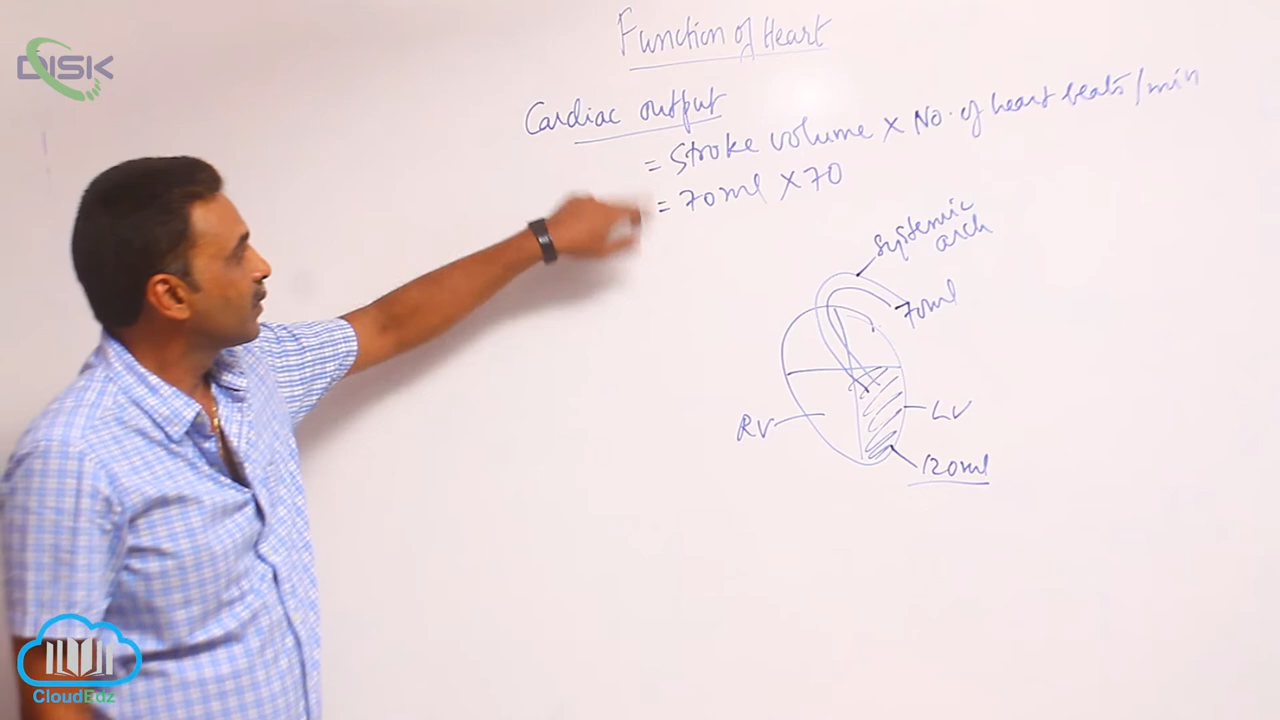 DISK
Function of Heart
Cardiac output
= Stroke volume × No. of heart beats/min
= 70ml × 70
Systemic
arch
70ml
RV
LV
120ml
CloudEdz